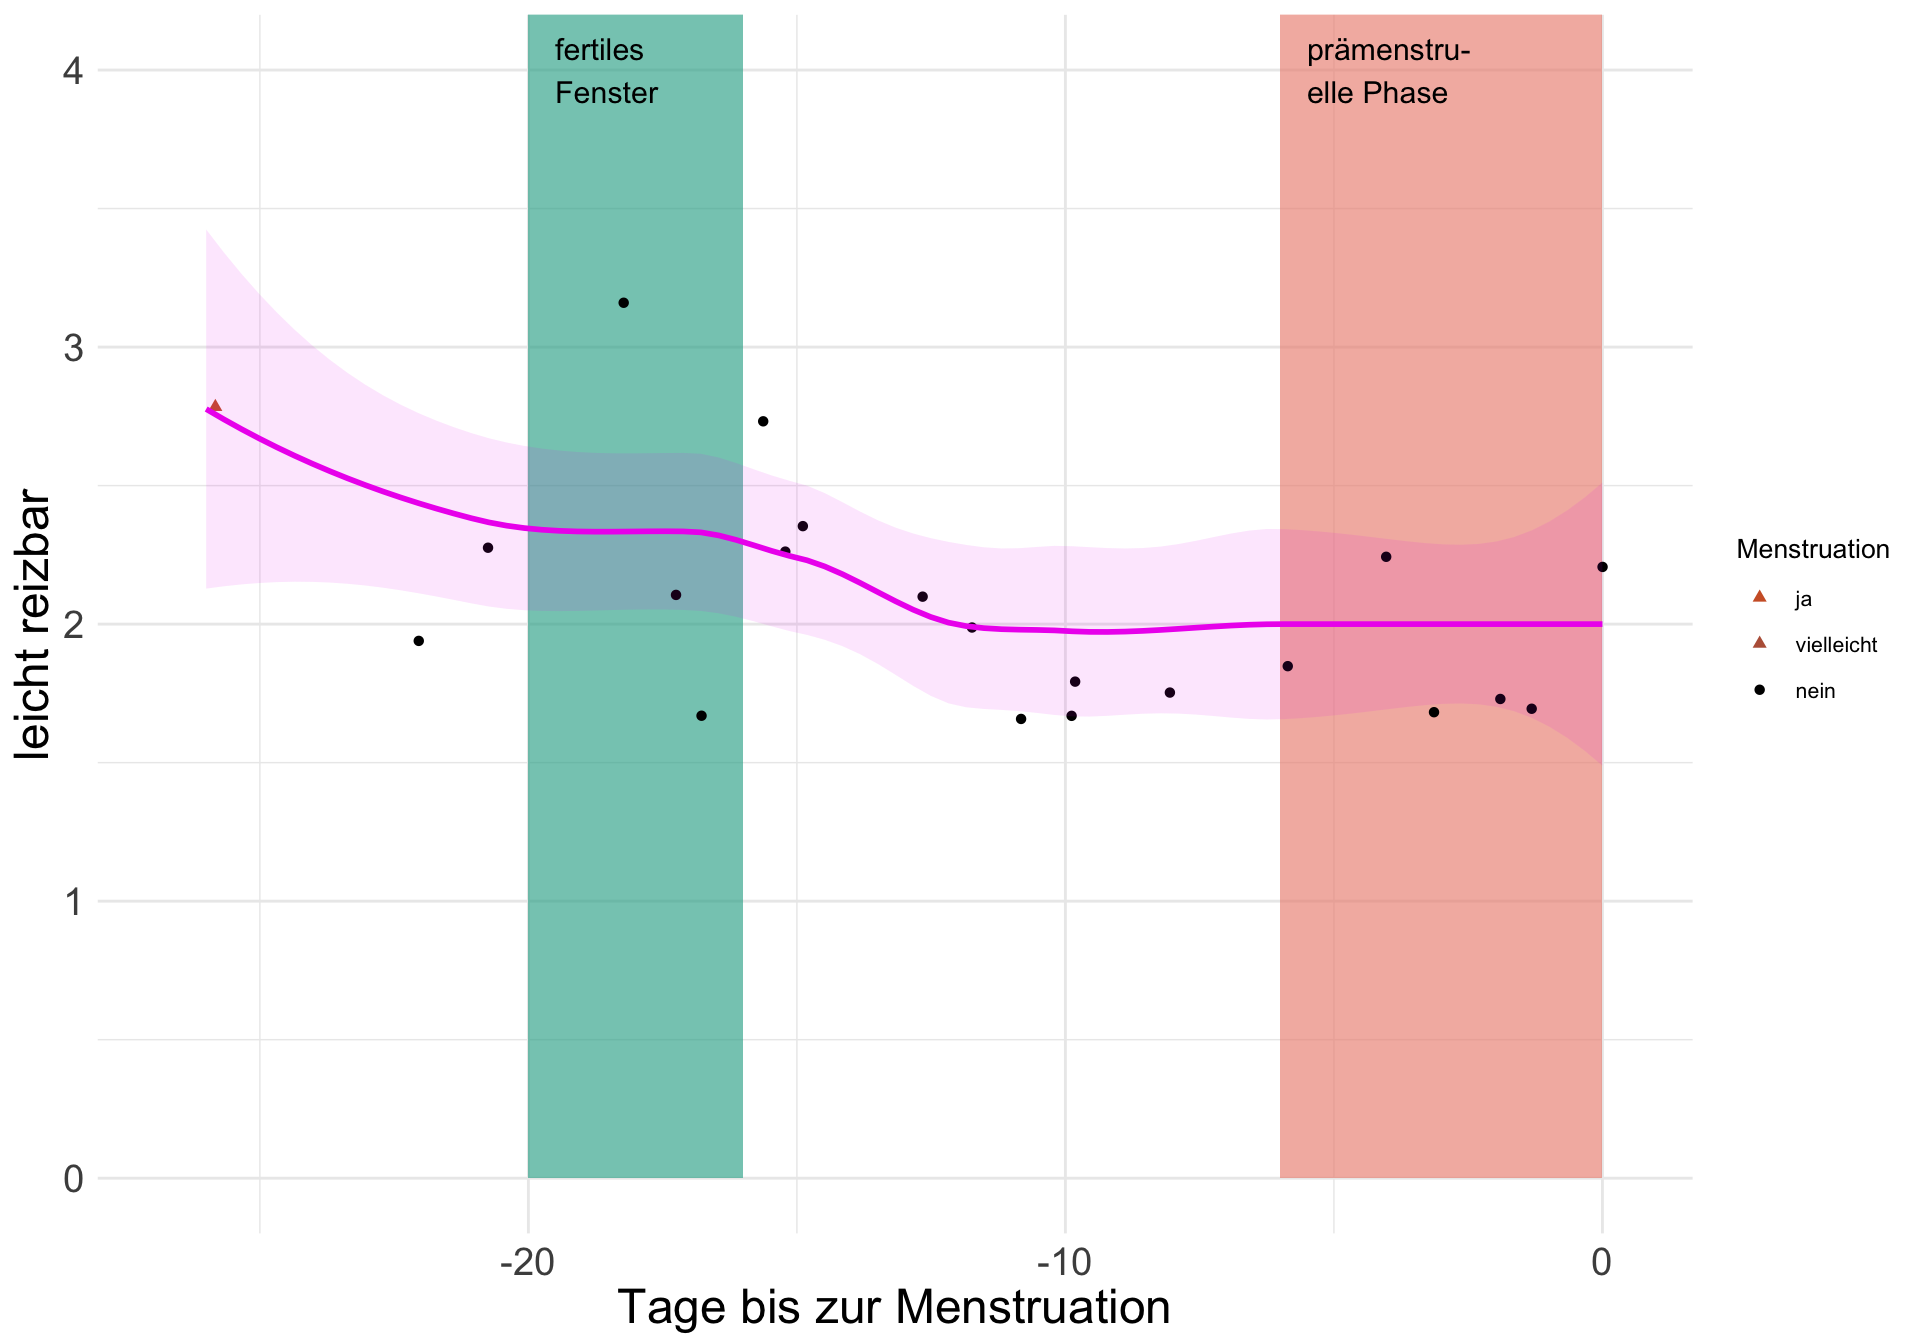 fertiles
Fenster
prämenstru-
elle Phase
4
3
2
1
0
leicht reizbar
-20
-10
0
Tage bis zur Menstruation
Menstruation
ja
vielleicht
nein